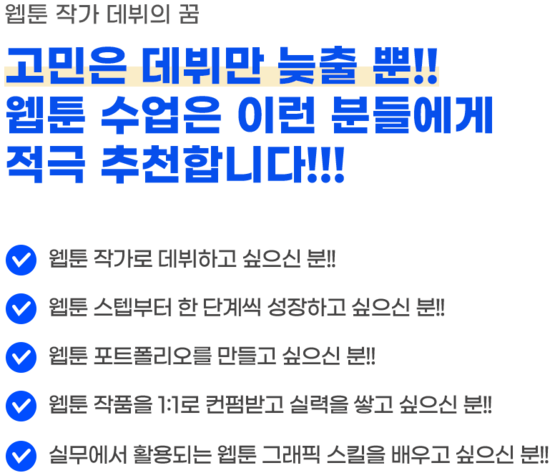 웹툰 작가 데뷔의 꿈
고민은 데뷔만 늦출 뿐!!
웹툰 수업은 이런 분들에게
적극 추천합니다!!!
웹툰 작가로 데뷔하고 싶으신 분!!
웹툰 스텝부터 한 단계씩 성장하고 싶으신 분!!
웹툰 포트폴리오를 만들고 싶으신 분!!
웹툰 작품을 1:1로 컨펌받고 실력을 쌓고 싶으신 분!!
실무에서 활용되는 웹툰 그래픽 스킬을 배우고 싶으신 분!!